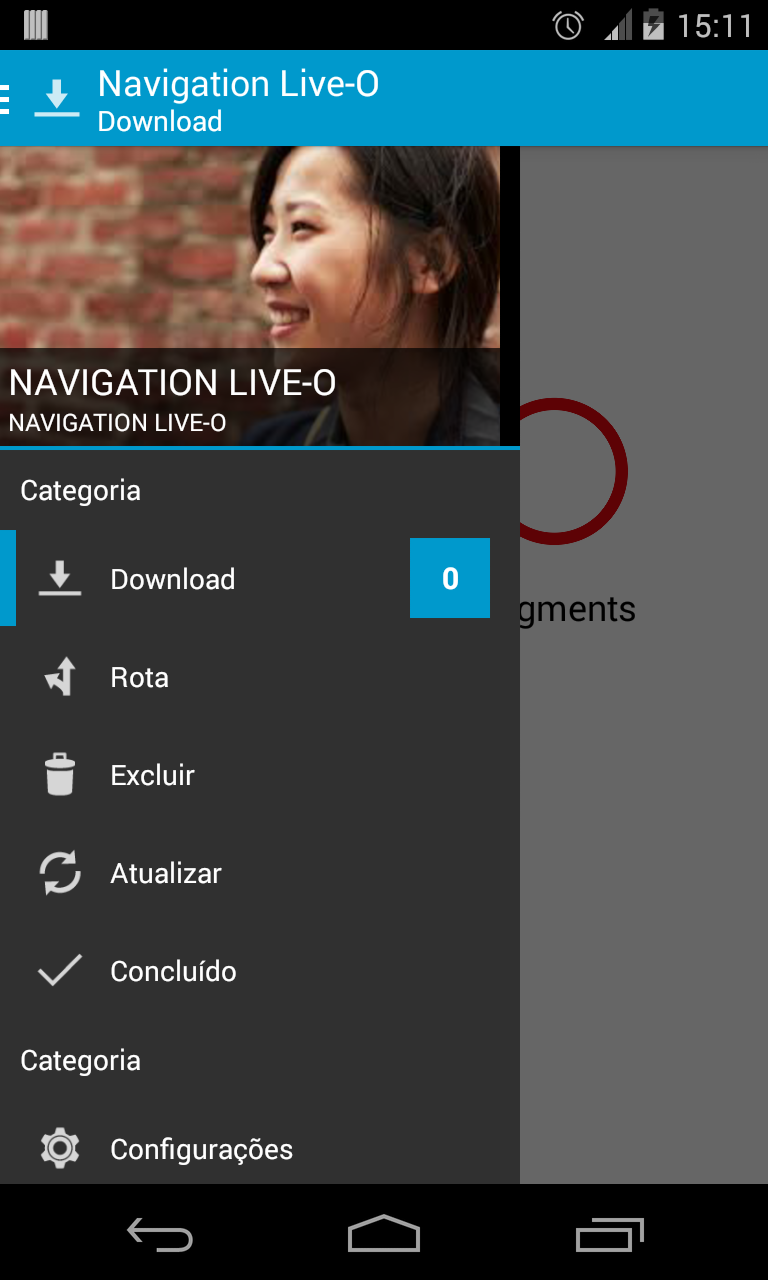 15:11
Navigation Live-O
Download
NAVIGATION LIVE-O
NAVIGATION LIVE-O
Categoria
Download 0
gments
Rota
Excluir
Atualizar
Concluído
Categoria
Configurações